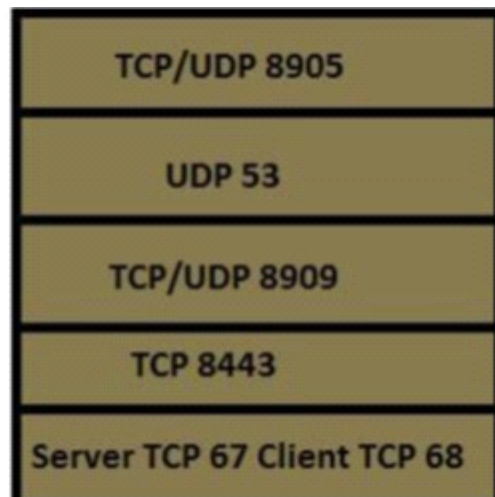 TCP/UDP 8905
UDP 53
TCP/UDP 8909
TCP 8443
Server TCP 67 Client TCP 68